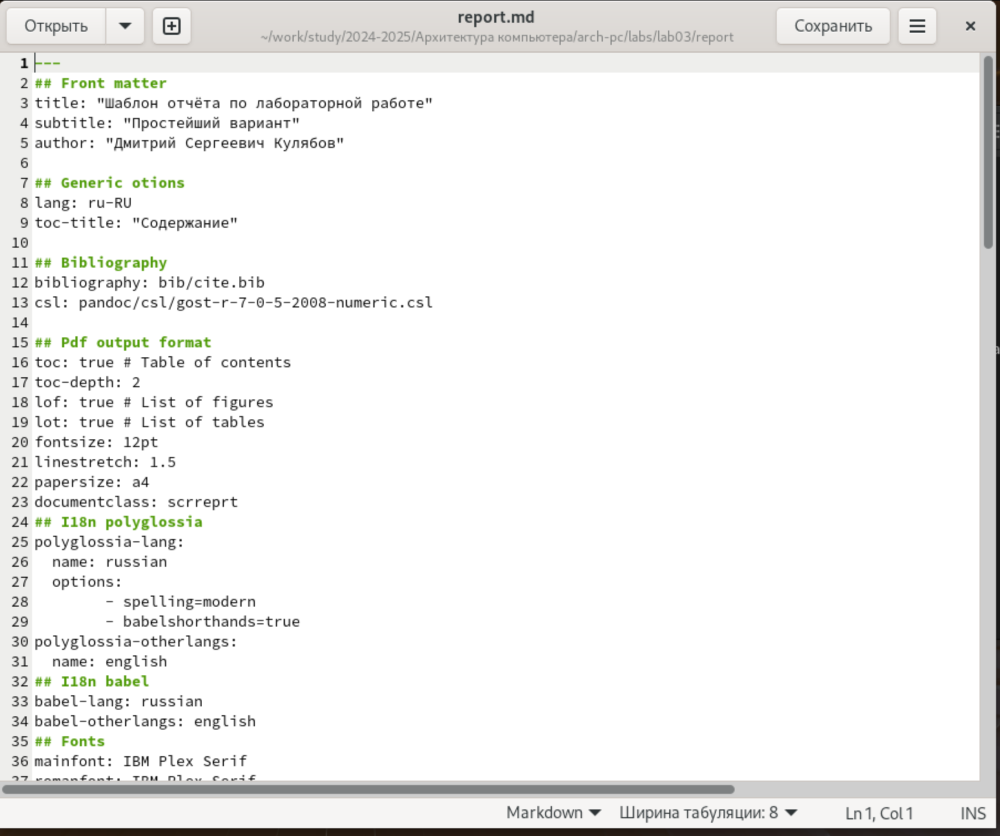 Открыть
report.md
~/work/study/2024-2025/Архитектура компьютера/arch-pc/labs/lab03/report
Сохранить
1 ---
2 ## Front matter
3 title: "Шаблон отчёта по лабораторной работе"
4 subtitle: "Простейший вариант"
5 author: "Дмитрий Сергеевич Кулябов"
6
7 ## Generic otions
8 lang: ru-RU
9 toc-title: "Содержание"
10
11 ## Bibliography
12 bibliography: bib/cite.bib
13 csl: pandoc/csl/gost-r-7-0-5-2008-numeric.csl
14
15 ## Pdf output format
16 toc: true # Table of contents
17 toc-depth: 2
18 lof: true # List of figures
19 lot: true # List of tables
20 fontsize: 12pt
21 linestretch: 1.5
22 papersize: a4
23 documentclass: scrreprt
24 ## I18n polyglossia
25 polyglossia-lang:
26   name: russian
27   options:
28         - spelling=modern
29         - babelshorthands=true
30 polyglossia-otherlangs:
31   name: english
32 ## I18n babel
33 babel-lang: russian
34 babel-otherlangs: english
35 ## Fonts
36 mainfont: IBM Plex Serif
37 romanfont: IBM Plex Serif
Markdown Ширина табуляции: 8 Ln 1, Col 1 INS